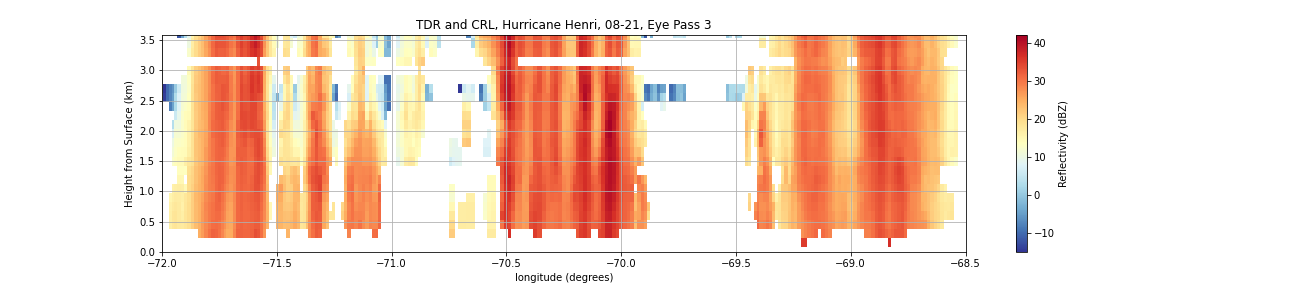 TDR and CRL, Hurricane Henri, 08-21, Eye Pass 3
Height from Surface (km)
3.5
3.0
2.5
2.0
1.5
1.0
0.5
0.0
−72.0 −71.5 −71.0 −70.5 −70.0 −69.5 −69.0 −68.5
longitude (degrees)
40
30
20
10
0
−10
Reflectivity (dBZ)